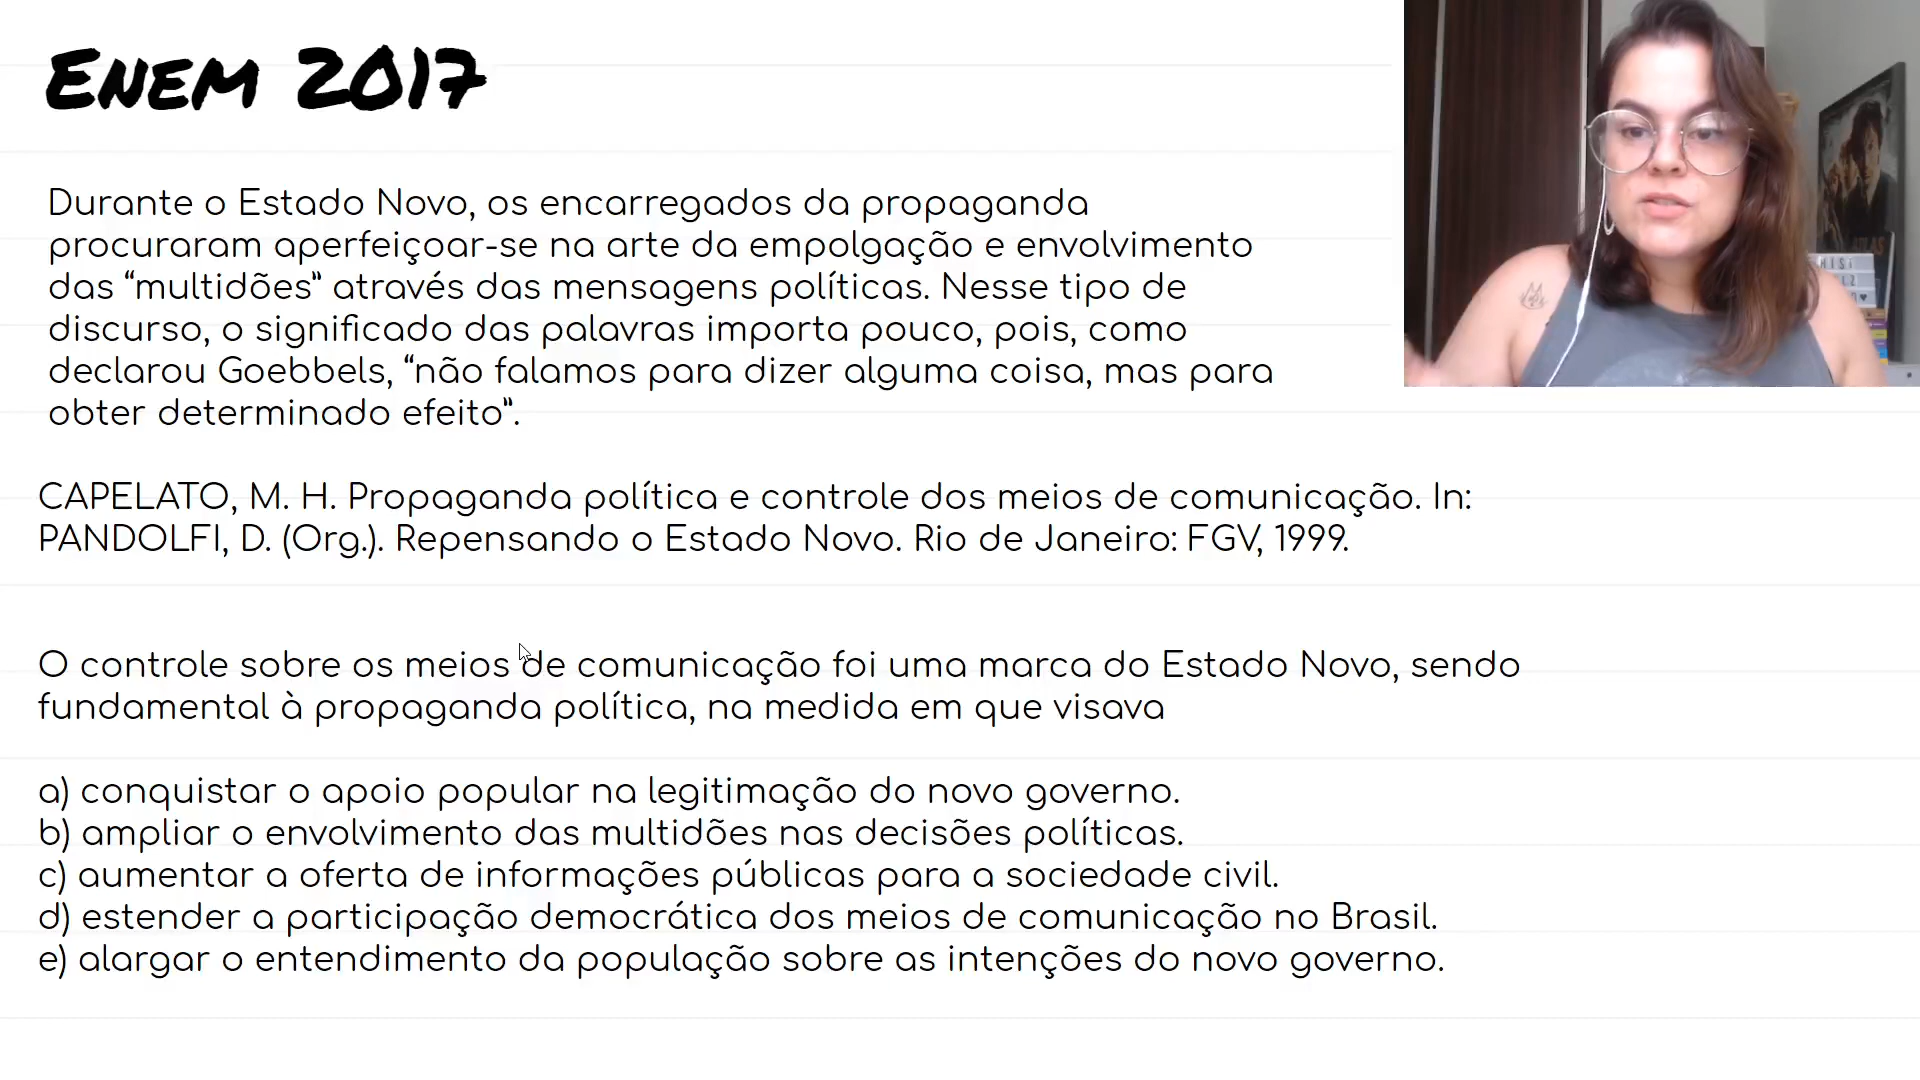 Enem 2017
Durante o Estado Novo, os encarregados da propaganda
procuraram aperfeiçoar-se na arte da empolgação e envolvimento
das “multidões” através das mensagens políticas. Nesse tipo de
discurso, o significado das palavras importa pouco, pois, como
declarou Goebbels, “não falamos para dizer alguma coisa, mas para
obter determinado efeito”.
CAPELATO, M. H. Propaganda política e controle dos meios de comunicação. In:
PANDOLFI, D. (Org.). Repensando o Estado Novo. Rio de Janeiro: FGV, 1999.
O controle sobre os meios de comunicação foi uma marca do Estado Novo, sendo
fundamental à propaganda política, na medida em que visava
a) conquistar o apoio popular na legitimação do novo governo.
b) ampliar o envolvimento das multidões nas decisões políticas.
c) aumentar a oferta de informações públicas para a sociedade civil.
d) estender a participação democrática dos meios de comunicação no Brasil.
e) alargar o entendimento da população sobre as intenções do novo governo.